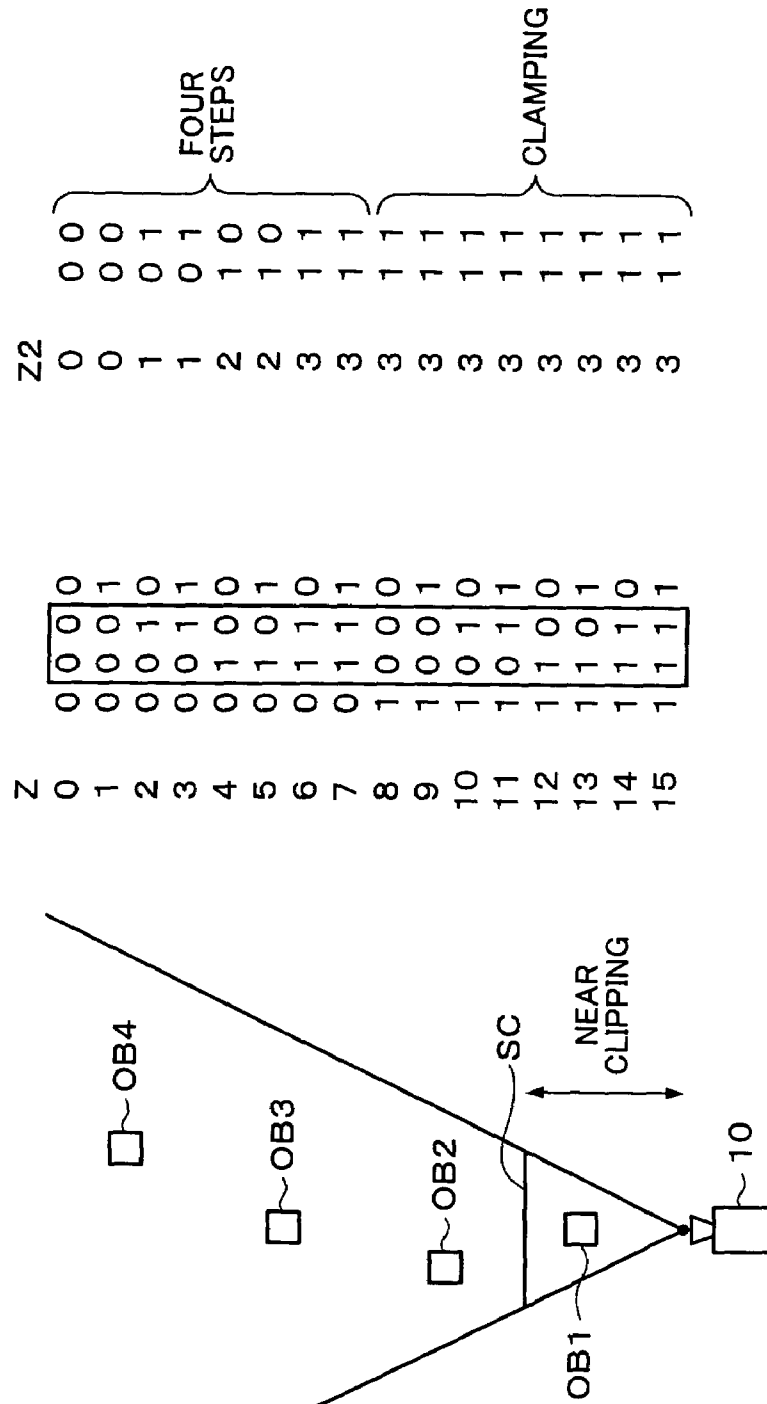 OB4
OB3
OB2
SC
NEAR
CLIPPING
OB1
10
Z
0 0 0 0 0
1 0 0 0 1
2 0 0 1 0
3 0 0 1 1
4 0 1 0 0
5 0 1 0 1
6 0 1 1 0
7 0 1 1 1
8 1 0 0 0
9 1 0 0 1
10 1 0 1 0
11 1 0 1 1
12 1 1 0 0
13 1 1 0 1
14 1 1 1 0
15 1 1 1 1
Z2
0 0 0
0 0 0
1 0 1
1 0 1
2 1 0
2 1 0
3 1 1
3 1 1
3 1 1
3 1 1
3 1 1
3 1 1
3 1 1
3 1 1
3 1 1
3 1 1
FOUR
STEPS
CLAMPING